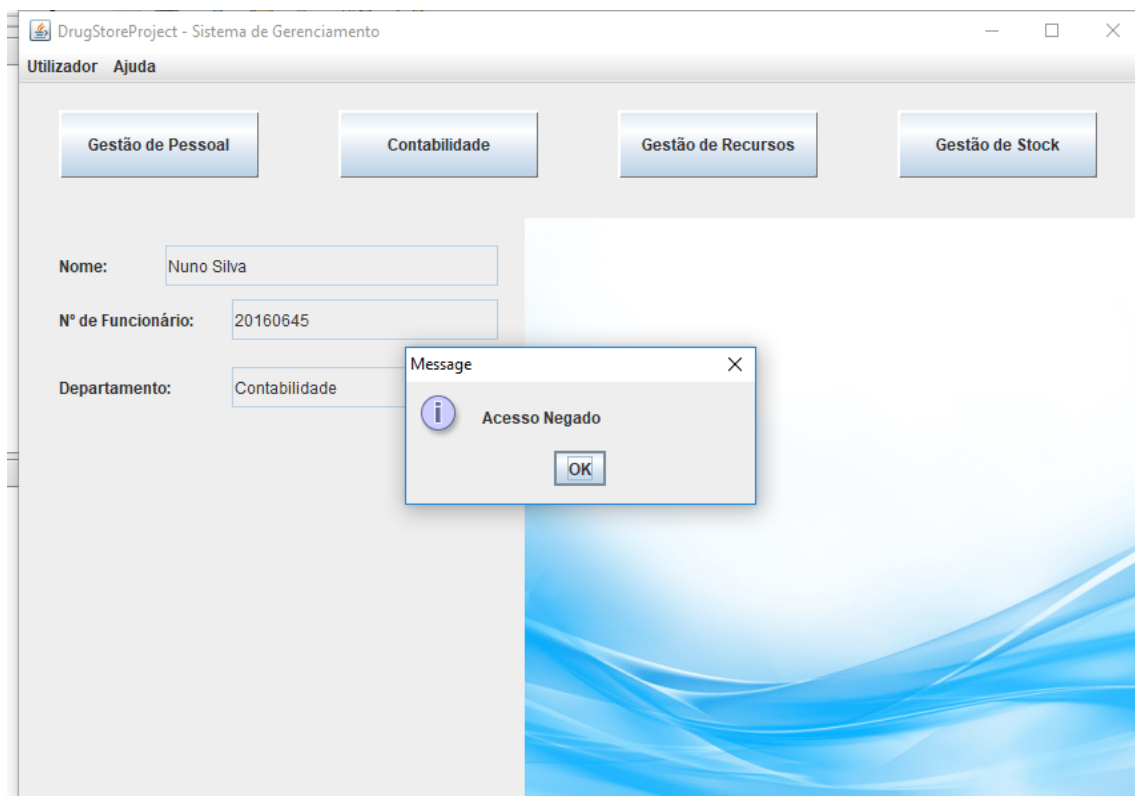 DrugStoreProject - Sistema de Gerenciamento
Utilizador Ajuda
Gestão de Pessoal Contabilidade Gestão de Recursos Gestão de Stock
Nome: Nuno Silva
Nº de Funcionário: 20160645
Message
Departamento: Contabilidade
Acesso Negado
OK